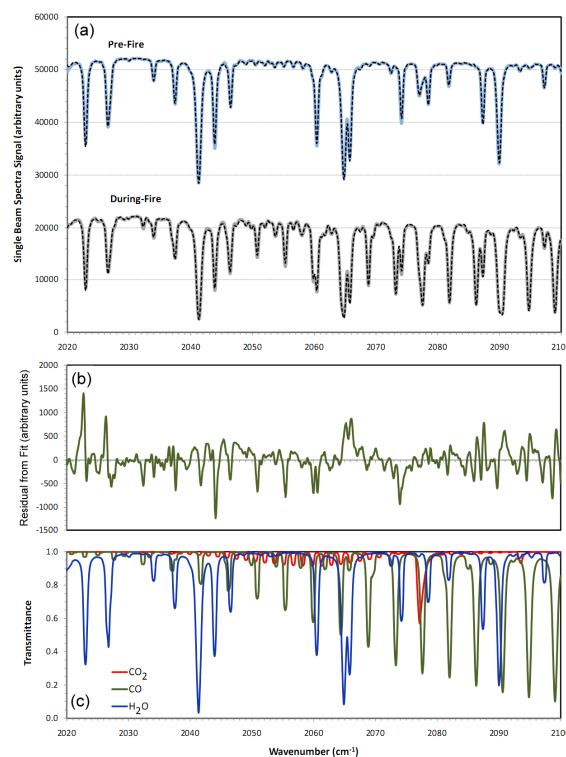 (a)
Pre-Fire
During-Fire
Single Beam Spectra Signal (arbitrary units)
60000
50000
40000
30000
20000
10000
0
2020 2030 2040 2050 2060 2070 2080 2090 210
(b)
Residual from Fit (arbitrary units)
2000
1500
1000
500
0
-500
-1000
-1500
Transmittance
1.0
0.8
0.6
0.4
0.2
0.0
CO2
CO
H2O
(c)
2020 2030 2040 2050 2060 2070 2080 2090 210
Wavenumber (cm-1)